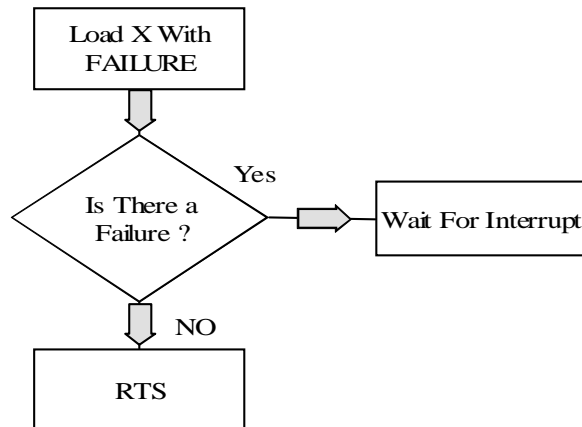 Load X With
FAILURE
Yes
Is There a
Failure ?
Wait For Interrupt
NO
RTS